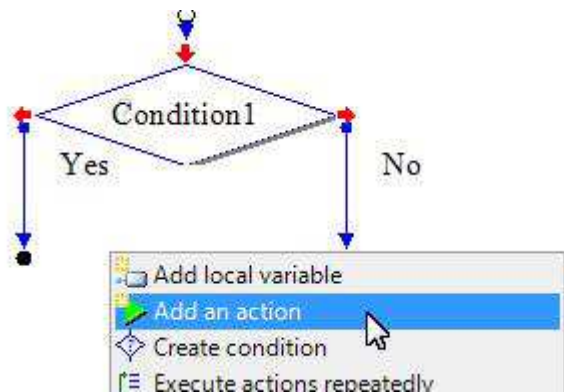 Condition1
Yes
No
Add local variable
Add an action
Create condition
Execute actions repeatedly